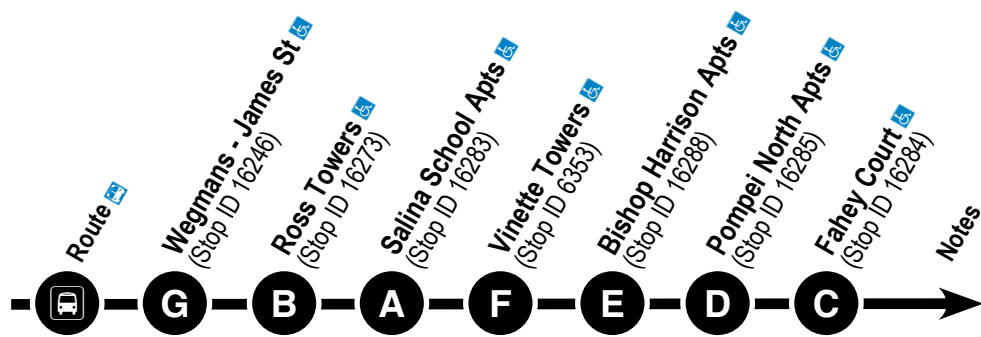 Route
Wegmans - James St
(Stop ID 16246)
Ross Towers
(Stop ID 16273)
Salina School Apts
(Stop ID 16283)
Vinette Towers
(Stop ID 6353)
Bishop Harrison Apts
(Stop ID 16288)
Pompei North Apts
(Stop ID 16285)
Fahey Court
(Stop ID 16284)
Notes
G B A F E D C